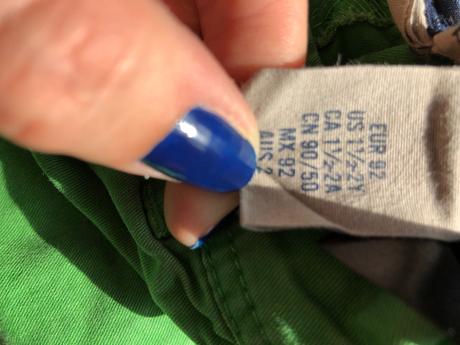 EUR 92
US 1½-2Y
CA 1½-2A
CN 90/50
MX 92
AUS 2